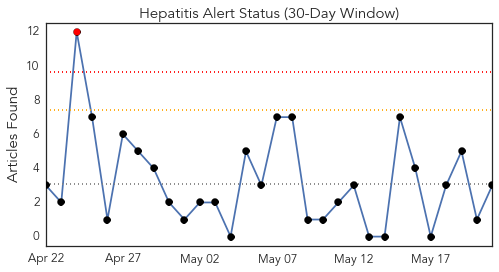 Hepatitis Alert Status (30-Day Window)
Articles Found
12
10
8
6
4
2
0
Apr 22
Apr 27
May 02
May 07
May 12
May 17